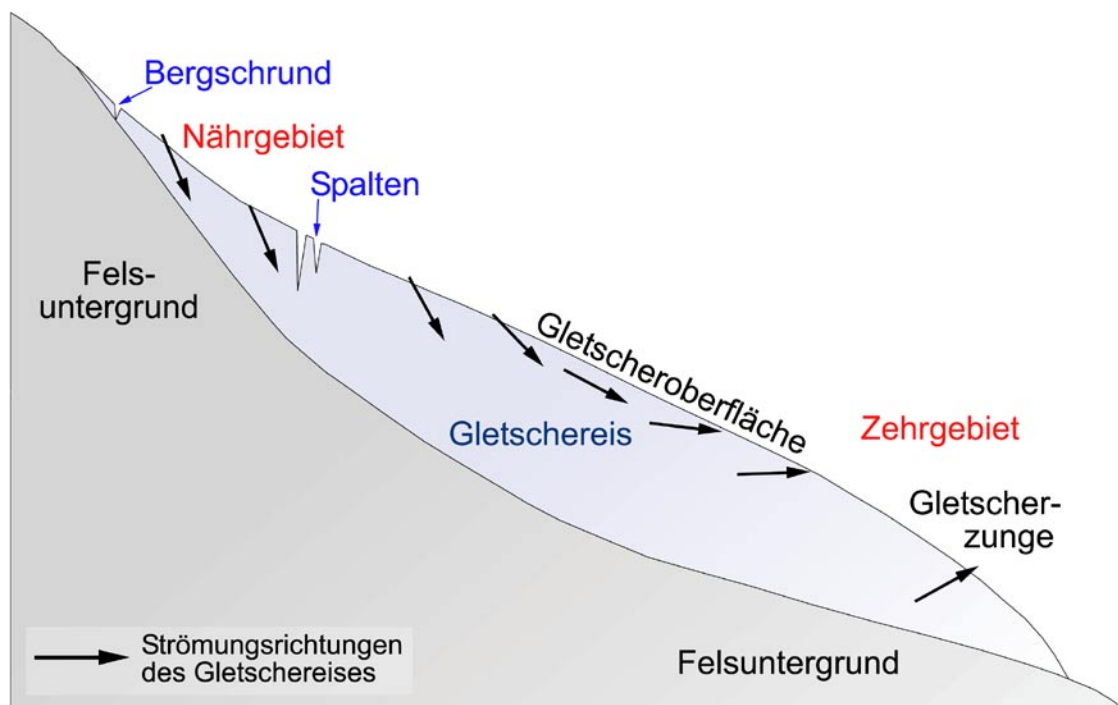 Bergschrund
Nährgebiet
Spalten
Fels-
untergrund
Gletscheroberfläche
Gletschereis
Zehrgebiet
Gletscher-
zunge
Strömungsrichtungen
des Gletschereises
Felsuntergrund